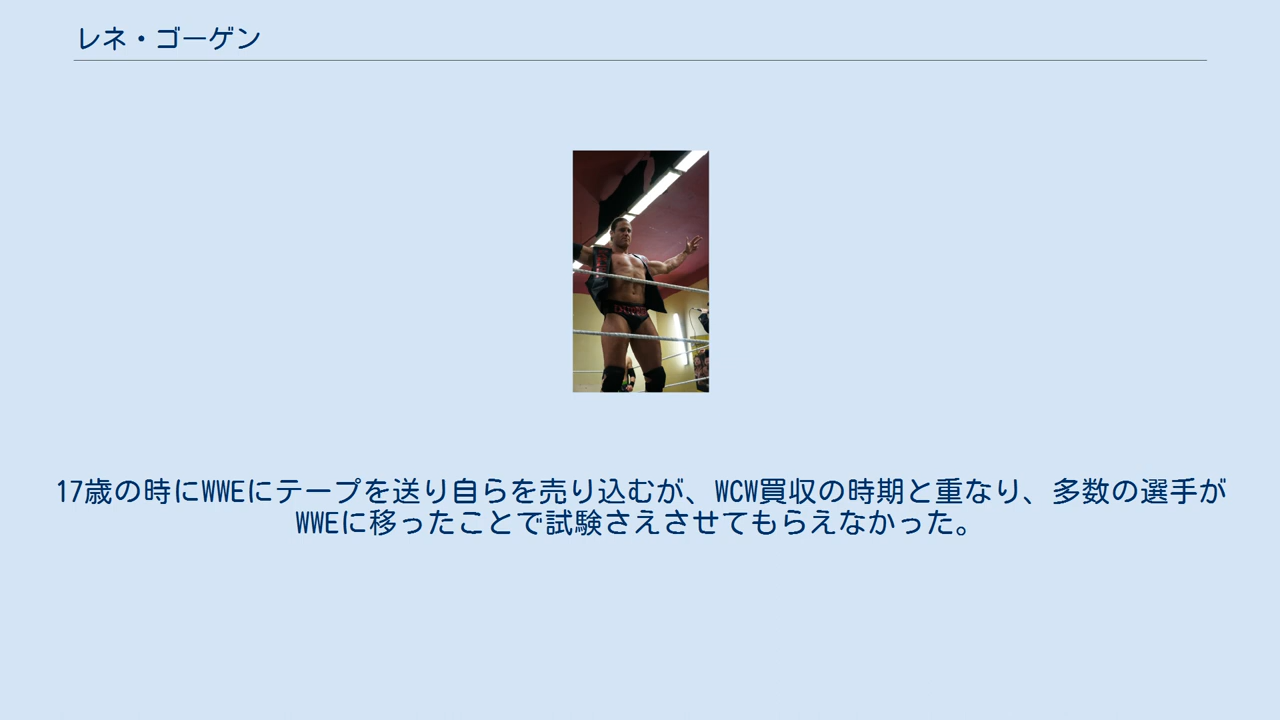 レネ・ゴーゲン
17歳の時にWWEにテープを送り自らを売り込むが、WCW買収の時期と重なり、多数の選手が
WWEに移ったことで試験さえさせてもらえなかった。